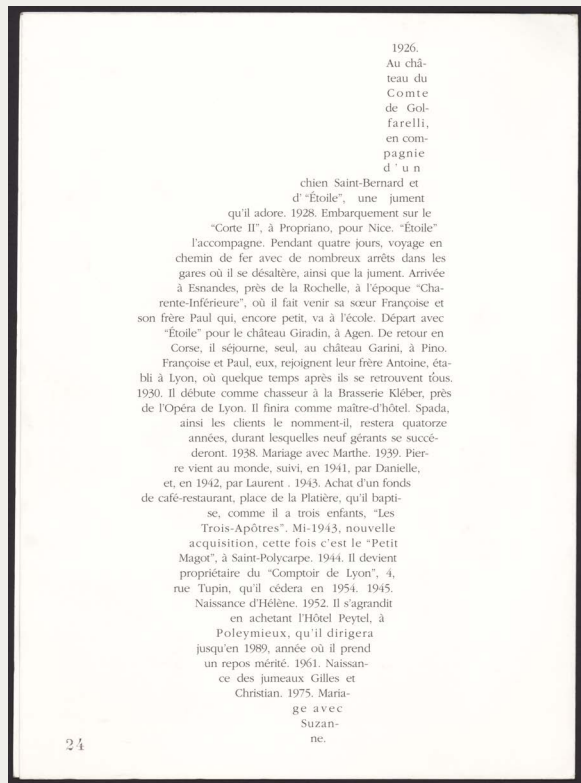 1926.
Au châ-
teau du
Comte
de Gol-
farelli,
en com-
pagnie
d'un
chien Saint-Bernard et
d' "Étoile", une jument
qu'il adore. 1928. Embarquement sur le
"Corte II", à Propriano, pour Nice. "Étoile"
l'accompagne. Pendant quatre jours, voyage en
chemin de fer avec de nombreux arrêts dans les
gares où il se désaltère, ainsi que la jument. Arrivée
à Esnandes, près de la Rochelle, à l'époque "Cha-
rente-Inférieure", où il fait venir sa sœur Françoise et
son frère Paul qui, encore petit, va à l'école. Départ avec
"Étoile" pour le château Giradin, à Agen. De retour en
Corse, il séjourne, seul, au château Garini, à Pino.
Françoise et Paul, eux, rejoignent leur frère Antoine, éta-
bli à Lyon, où quelque temps après ils se retrouvent tous.
1930. Il débute comme chasseur à la Brasserie Kléber, près
de l'Opéra de Lyon. Il finira comme maître-d'hôtel. Spada,
ainsi les clients le nomment-il, restera quatorze
années, durant lesquelles neuf gérants se succé-
deront. 1938. Mariage avec Marthe. 1939. Pier-
re vient au monde, suivi, en 1941, par Danielle,
et, en 1942, par Laurent . 1943. Achat d'un fonds
de café-restaurant, place de la Platière, qu'il bapti-
se, comme il a trois enfants, "Les
Trois-Apôtres". Mi-1943, nouvelle
acquisition, cette fois c'est le "Petit
Magot", à Saint-Polycarpe. 1944. Il devient
propriétaire du "Comptoir de Lyon", 4,
rue Tupin, qu'il cédera en 1954. 1945.
Naissance d'Hélène. 1952. Il s'agrandit
en achetant l'Hôtel Peytel, à
Poleymieux, qu'il dirigera
jusqu'en 1989, année où il prend
un repos mérité. 1961. Naissan-
ce des jumeaux Gilles et
Christian. 1975. Maria-
ge avec
Suzan-
ne.
24